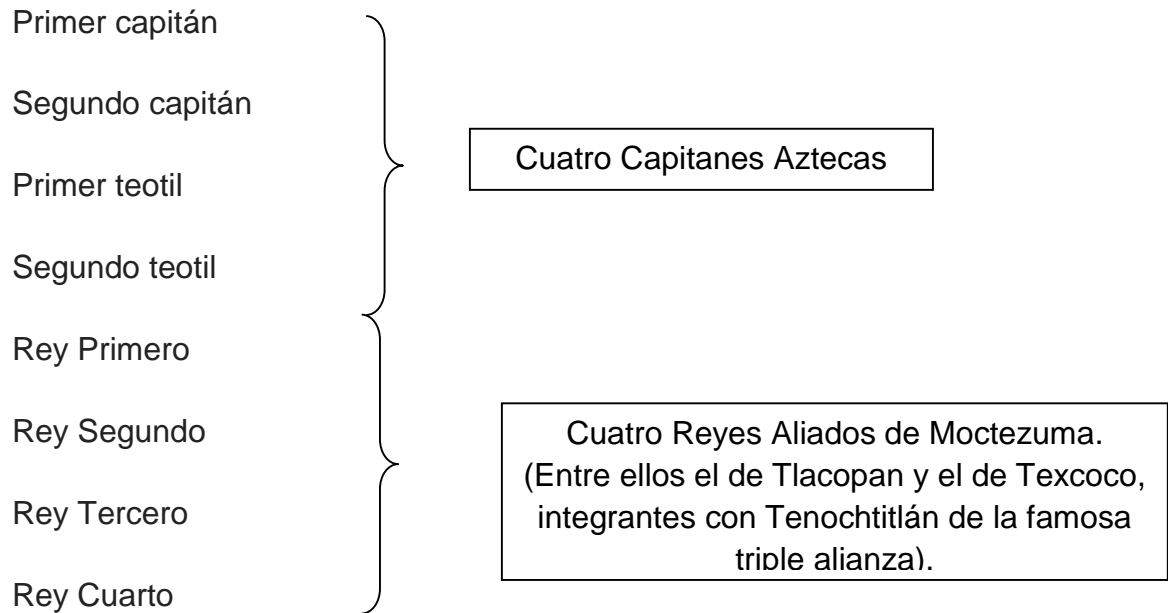 Primer capitán
Segundo capitán
Cuatro Capitanes Aztecas
Primer teotil
Segundo teotil
Rey Primero
Rey Segundo
Cuatro Reyes Aliados de Moctezuma.
(Entre ellos el de Tlacopan y el de Texcoco,
integrantes con Tenochtitlán de la famosa
triple alianza).
Rey Tercero
Rey Cuarto